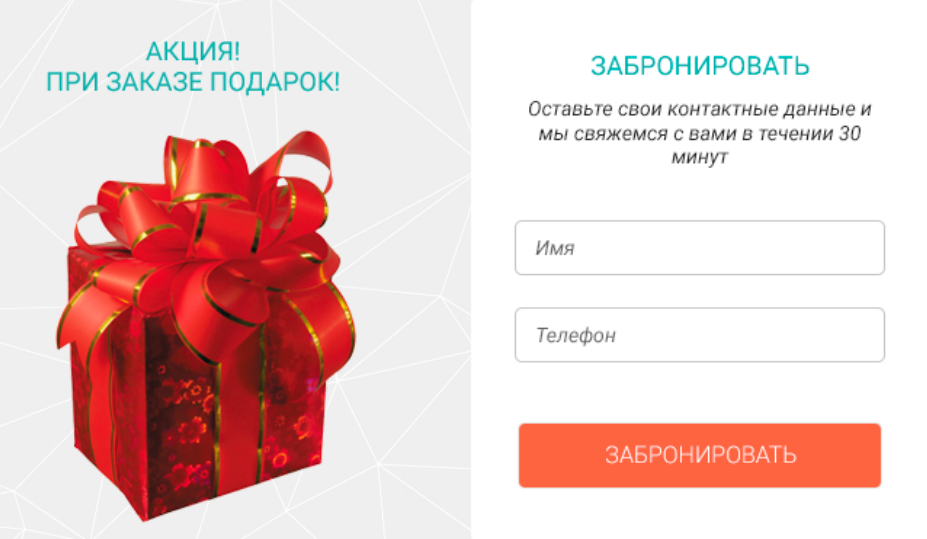 АКЦИЯ!
ПРИ ЗАКАЗЕ ПОДАРОК!
ЗАБРОНИРОВАТЬ
Оставьте свои контактные данные и
мы свяжемся с вами в течении 30
минут
Имя
Телефон
ЗАБРОНИРОВАТЬ